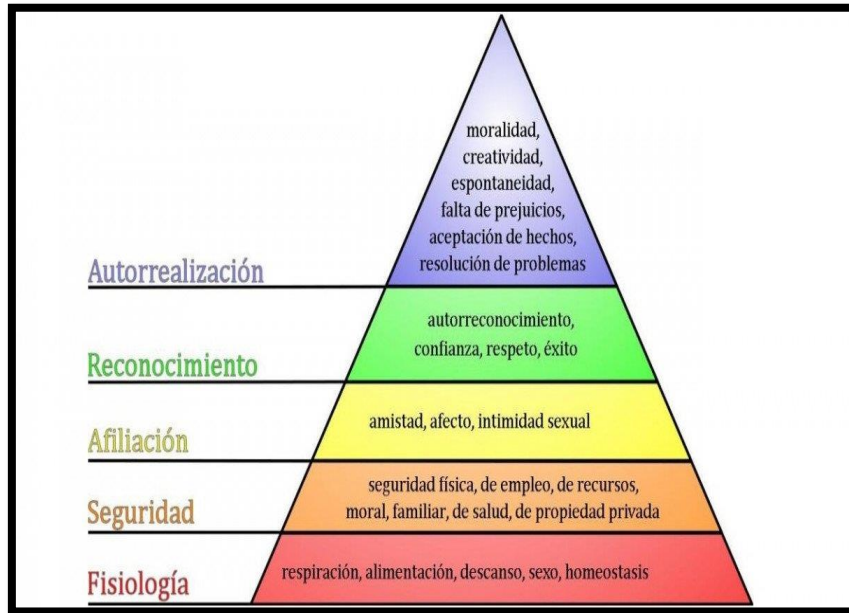 moralidad,
creatividad,
espontaneidad,
falta de prejuicios,
aceptación de hechos,
resolución de problemas
Autorrealización
autorreconocimiento,
confianza, respeto, éxito
Reconocimiento
amistad, afecto, intimidad sexual
Afiliación
seguridad física, de empleo, de recursos,
moral, familiar, de salud, de propiedad privada
Seguridad
respiración, alimentación, descanso, sexo, homeostasis
Fisiología